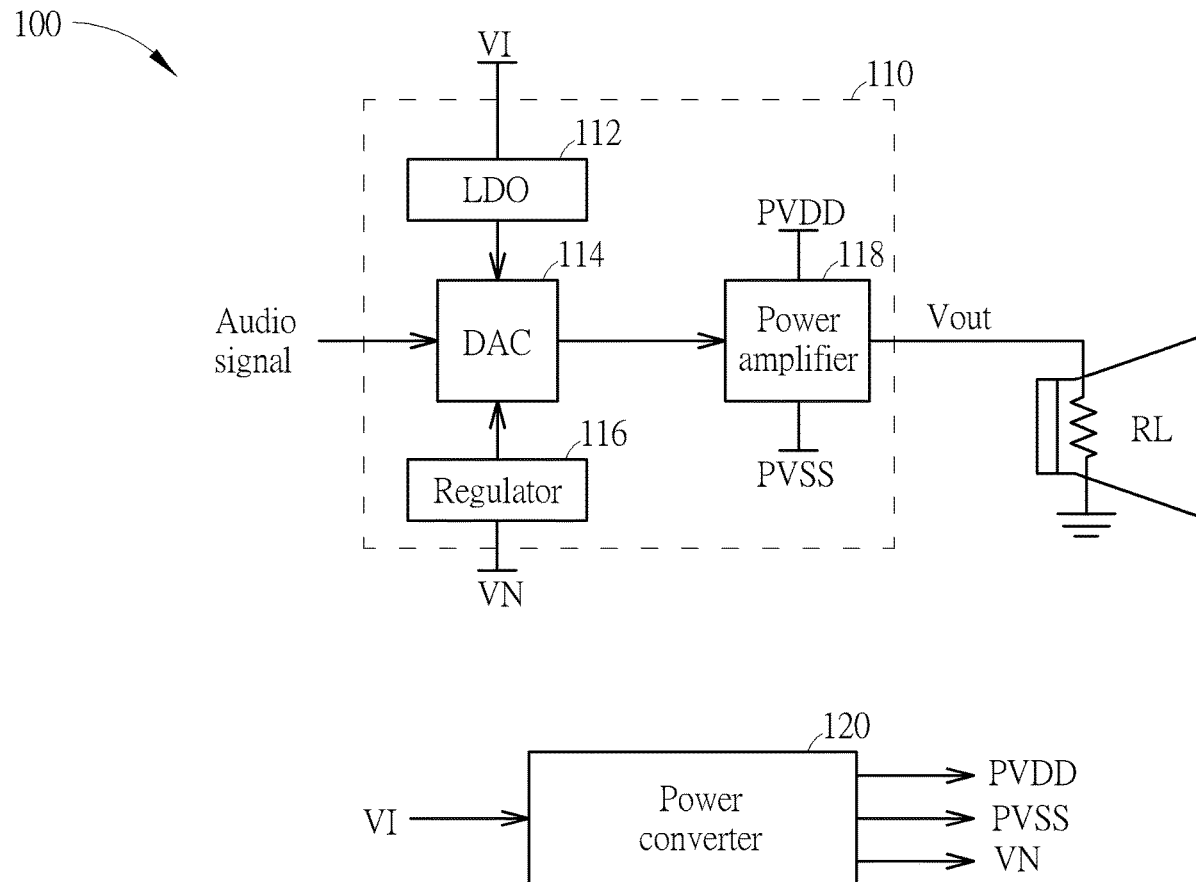 100
VI
110
112
LDO
PVDD
114
118
Audio
signal
DAC
Power
amplifier
Vout
116
RL
Regulator
PVSS
VN
120
VI
Power
converter
PVDD
PVSS
VN